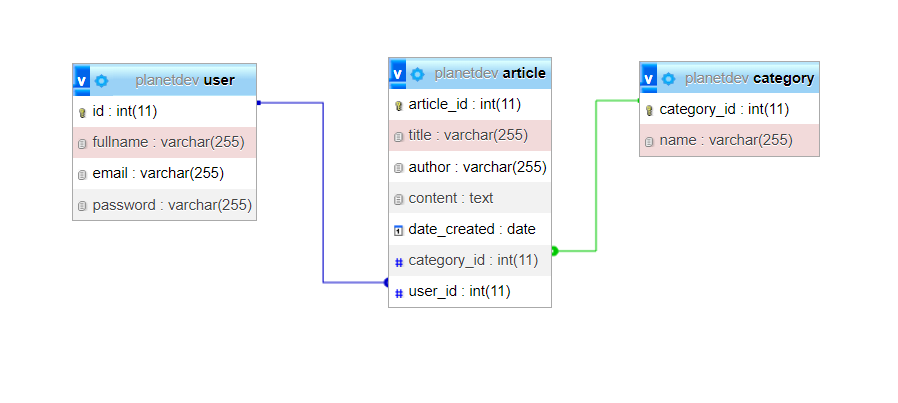 v planetdev user
id : int(11)
fullname : varchar(255)
email : varchar(255)
password : varchar(255)
v planetdev article
article_id : int(11)
title : varchar(255)
author : varchar(255)
content : text
1 date_created : date
# category_id : int(11)
# user_id : int(11)
v planetdev category
category_id : int(11)
name : varchar(255)